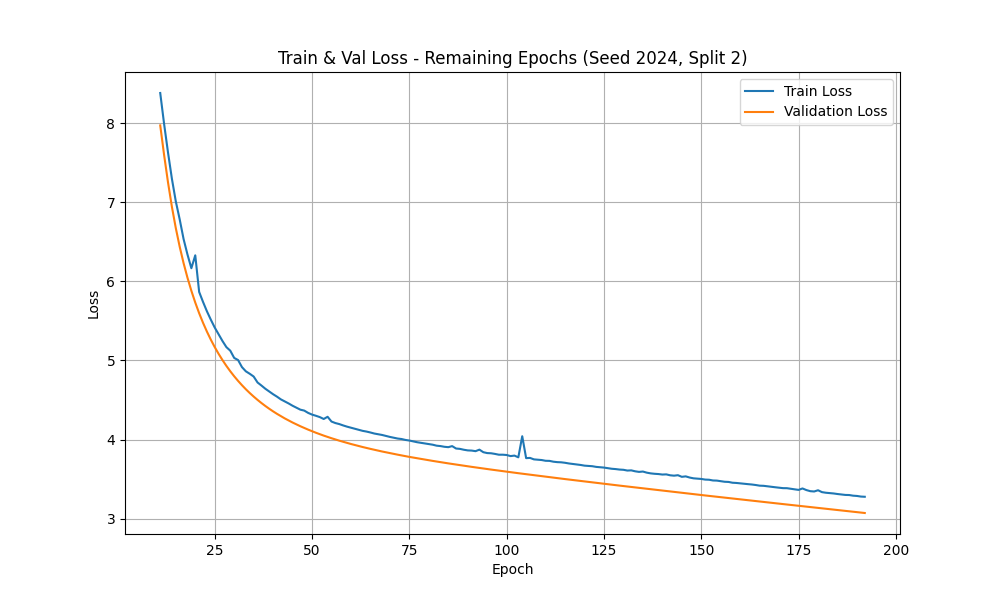 Train & Val Loss - Remaining Epochs (Seed 2024, Split 2)
Train Loss
Validation Loss
8
7
6
5
4
3
Loss
25 50 75 100 125 150 175 200
Epoch